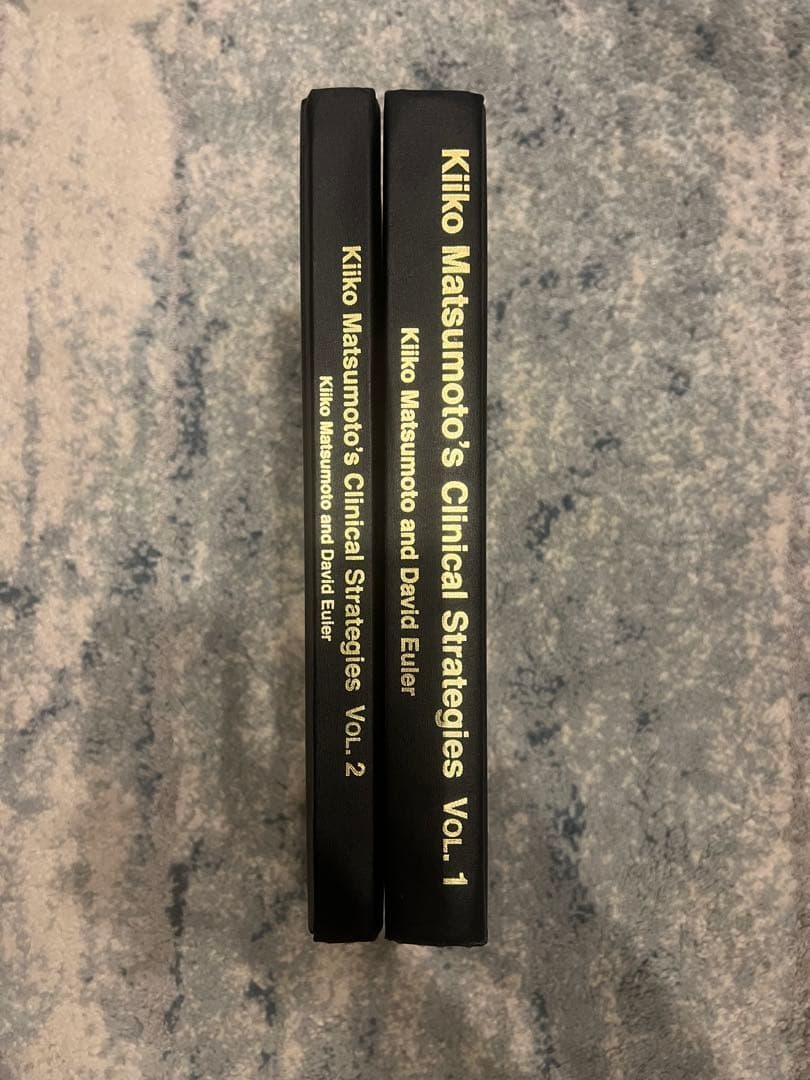 Kiiko Matsumoto's Clinical Strategies VOL. 2
Kiiko Matsumoto and David Euler
Kiiko Matsumoto's Clinical Strategies VOL. 1
Kiiko Matsumoto and David Euler